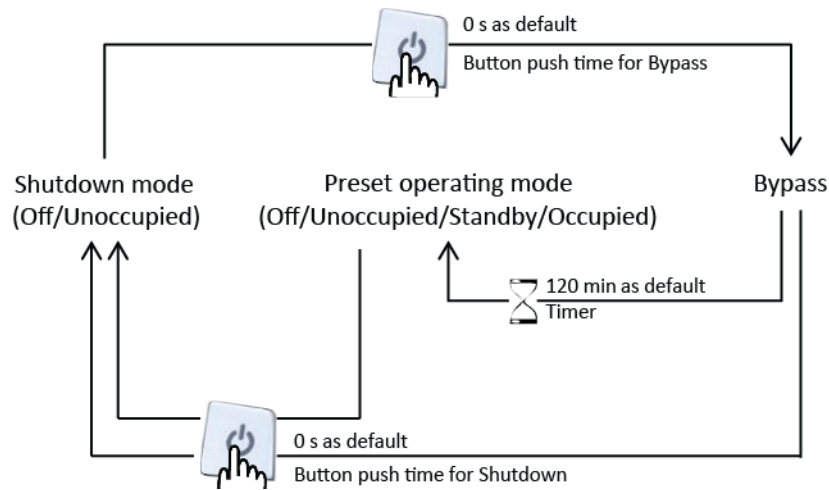 0 s as default
Button push time for Bypass
Shutdown mode
(Off/Unoccupied)
Preset operating mode
(Off/Unoccupied/Standby/Occupied)
Bypass
120 min as default
Timer
0 s as default
Button push time for Shutdown